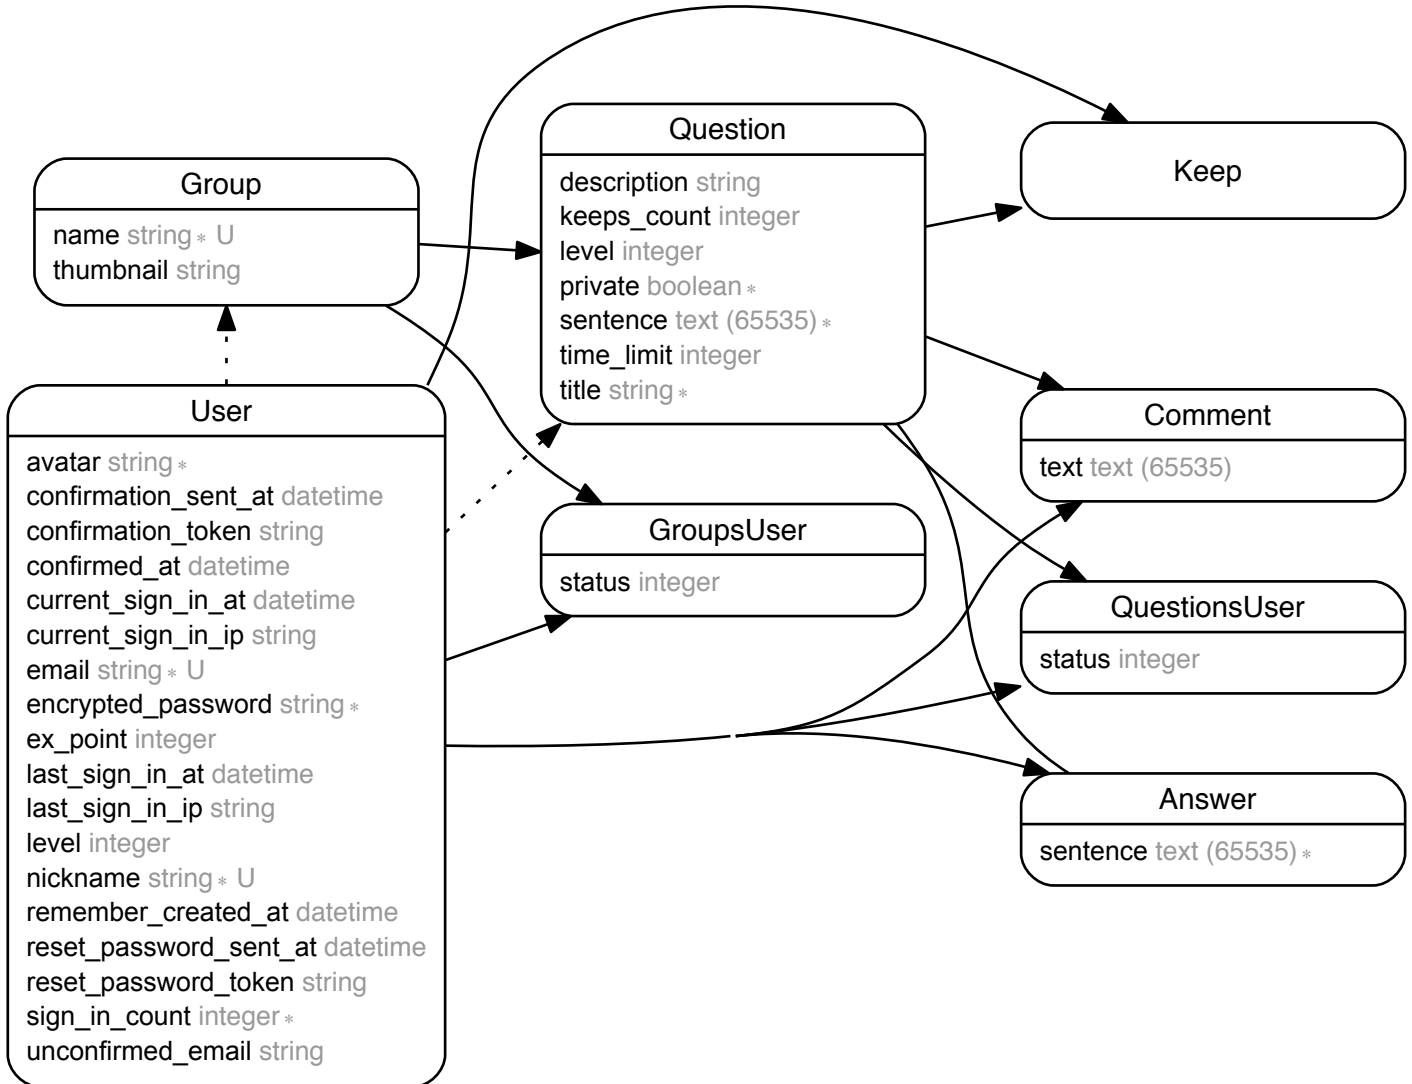 Group
name string* U
thumbnail string
User
avatar string*
confirmation_sent_at datetime
confirmation_token string
confirmed_at datetime
current_sign_in_at datetime
current_sign_in_ip string
email string* U
encrypted_password string*
ex_point integer
last_sign_in_at datetime
last_sign_in_ip string
level integer
nickname string* U
remember_created_at datetime
reset_password_sent_at datetime
reset_password_token string
sign_in_count integer*
unconfirmed_email string
Question
description string
keeps_count integer
level integer
private boolean*
sentence text (65535)*
time_limit integer
title string*
GroupsUser
status integer
Keep
Comment
text text (65535)
QuestionsUser
status integer
Answer
sentence text (65535)*